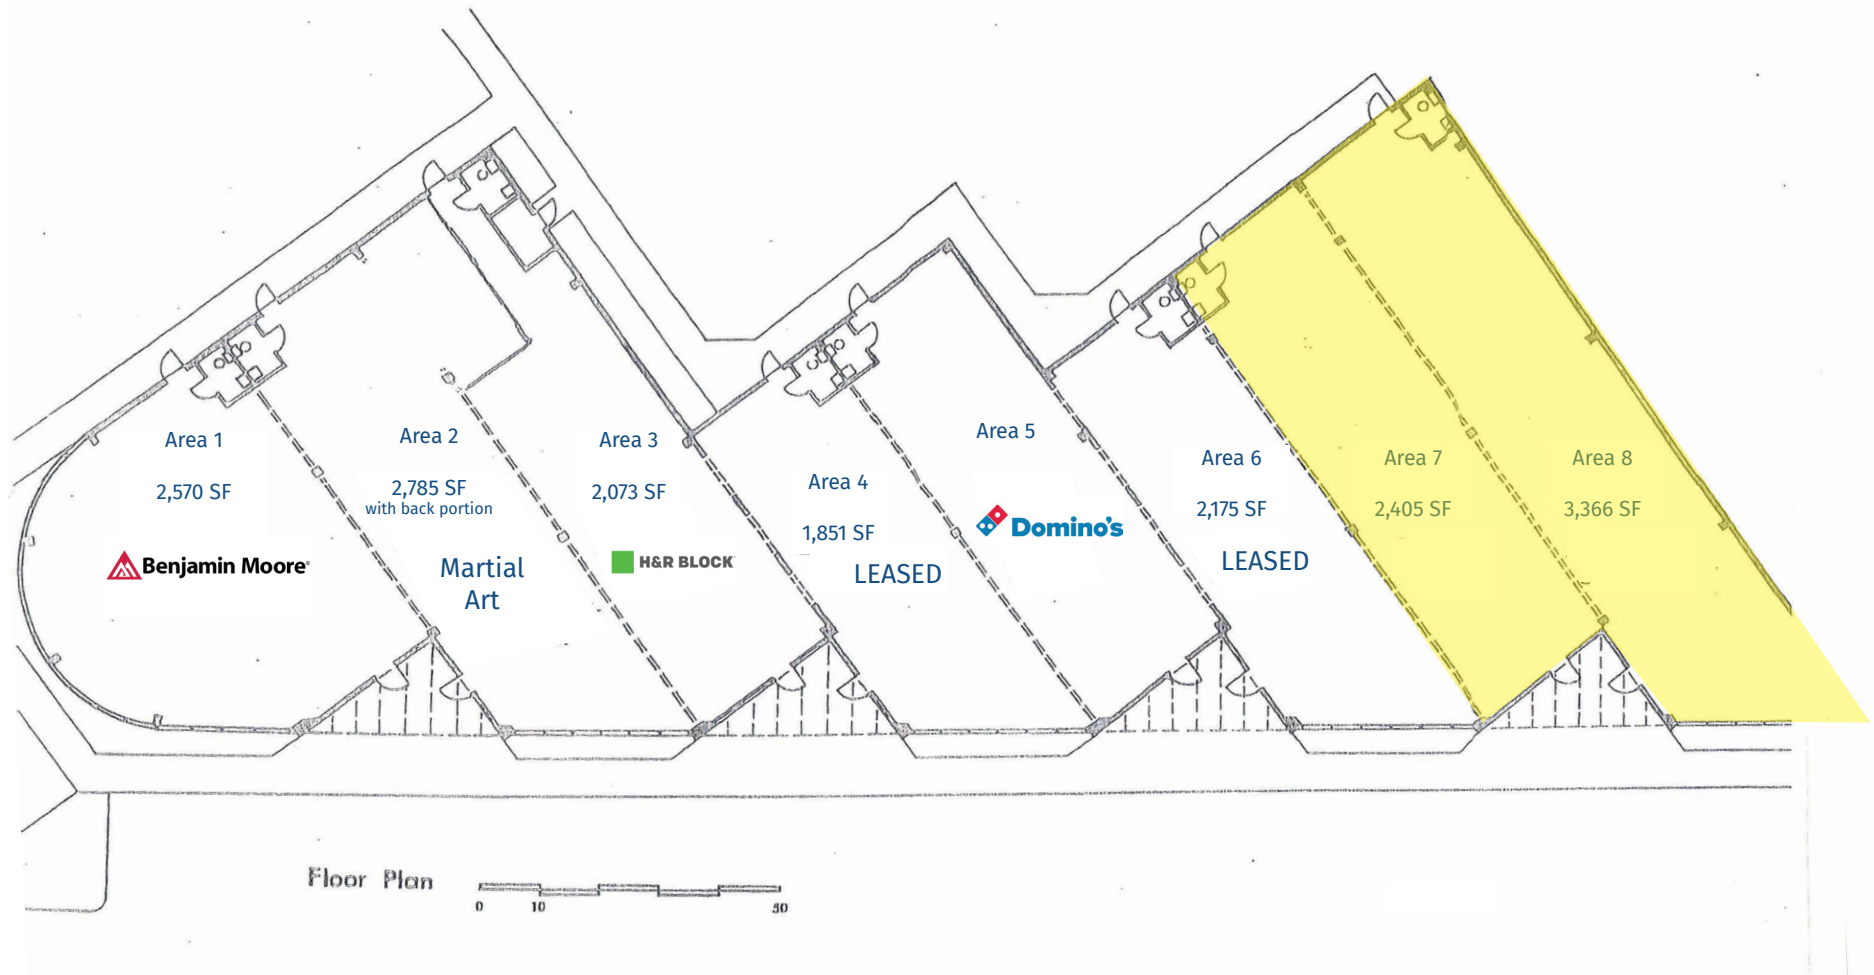 Area 1
2,570 SF
Benjamin Moore®
Area 2
2,785 SF
with back portion
Martial
Art
Area 3
2,073 SF
H&R BLOCK
Area 4
1,851 SF
LEASED
Area 5
Domino's
Area 6
2,175 SF
LEASED
Area 7
2,405 SF
Area 8
3,366 SF
Floor Plan
0 10 50